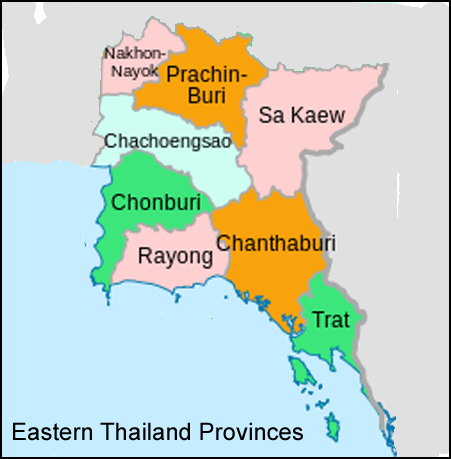 Nakhon-
Nayok
Prachin-
Buri
Sa Kaew
Chachoengsao
Chonburi
Rayong
Chanthaburi
Trat
Eastern Thailand Provinces